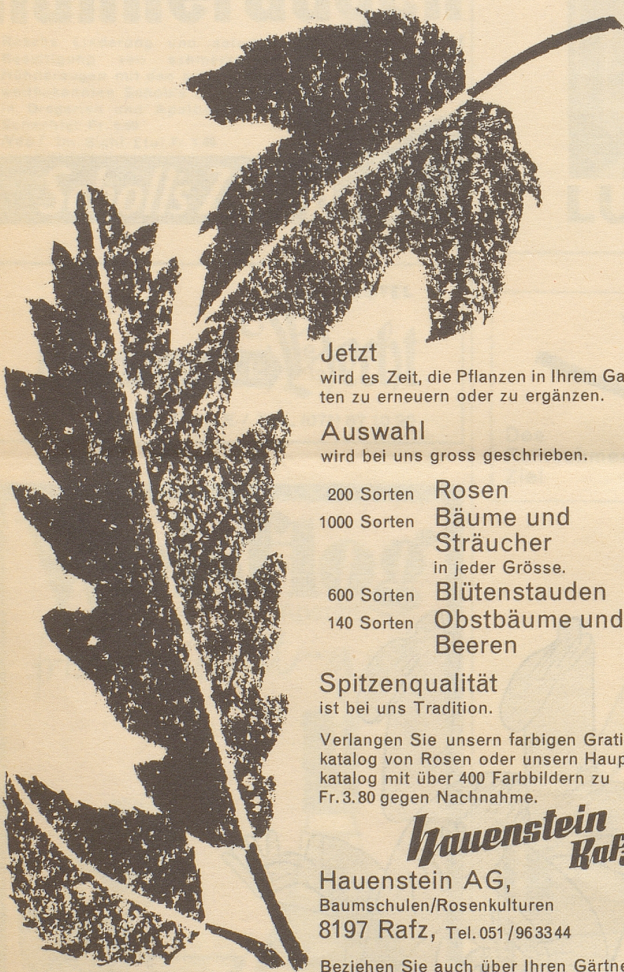 Jetzt
wird es Zeit, die Pflanzen in Ihrem Ga
ten zu erneuern oder zu ergänzen.
Auswahl
wird bei uns gross geschrieben.
200 Sorten Rosen
1000 Sorten Bäume und
Sträucher
in jeder Grösse.
600 Sorten Blütenstauden
140 Sorten Obstbäume und
Beeren
Spitzenqualität
ist bei uns Tradition.
Verlangen Sie unsern farbigen Grati
katalog von Rosen oder unsern Haup
katalog mit über 400 Farbbildern zu
Fr. 3.80 gegen Nachnahme.
Hauenstein
Rafz
Hauenstein AG,
Baumschulen/Rosenkulturen
8197 Rafz, Tel. 051/963344
Beziehen Sie auch über Ihren Gärtne